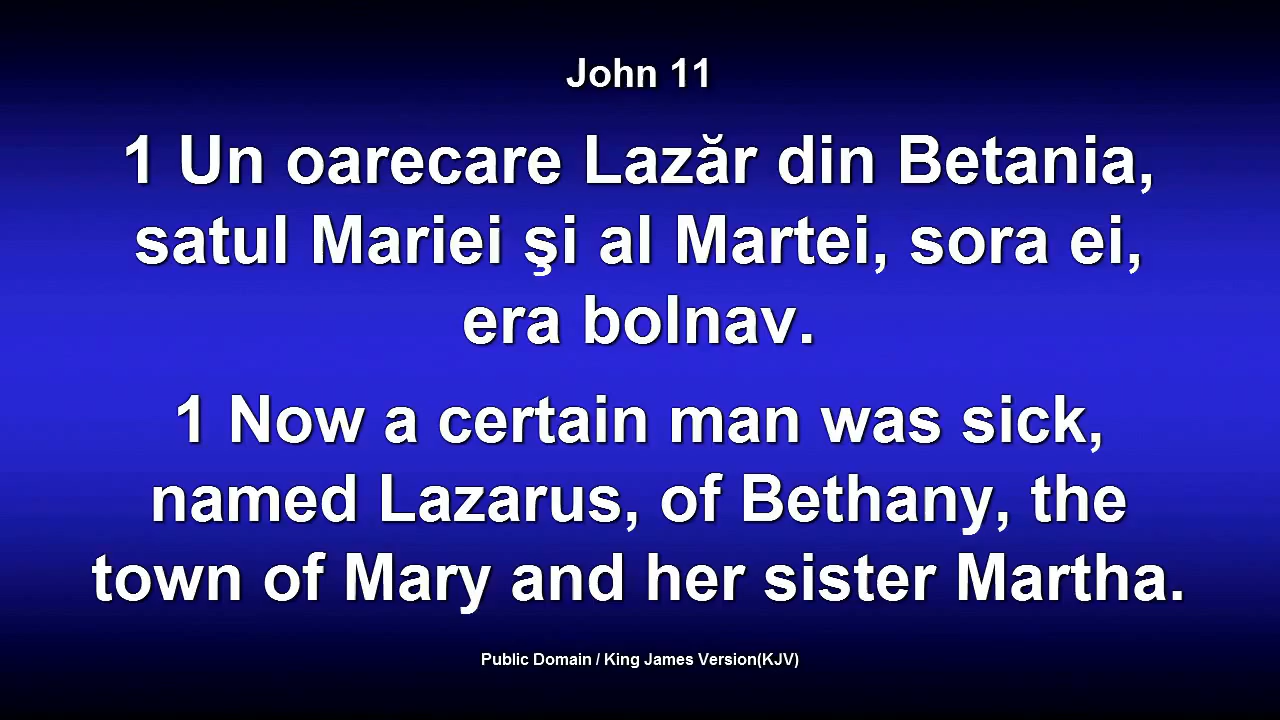 John 11
1 Un oarecare Lazăr din Betania,
satul Mariei şi al Martei, sora ei,
era bolnav.
1 Now a certain man was sick,
named Lazarus, of Bethany, the
town of Mary and her sister Martha.
Public Domain / King James Version(KJV)